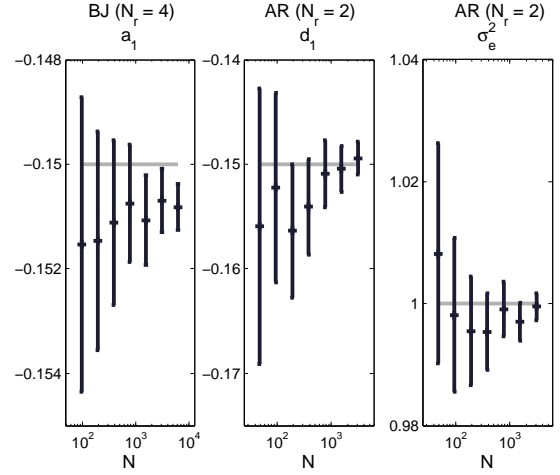 BJ (N_r = 4)
a_1
AR (N_r = 2)
d_1
AR (N_r = 2)
σ_e^2
−0.148
−0.15
−0.152
−0.154
10^2
10^3
10^4
N
−0.14
−0.15
−0.16
−0.17
10^2
10^3
N
1.04
1.02
1
0.98
10^2
10^3
N